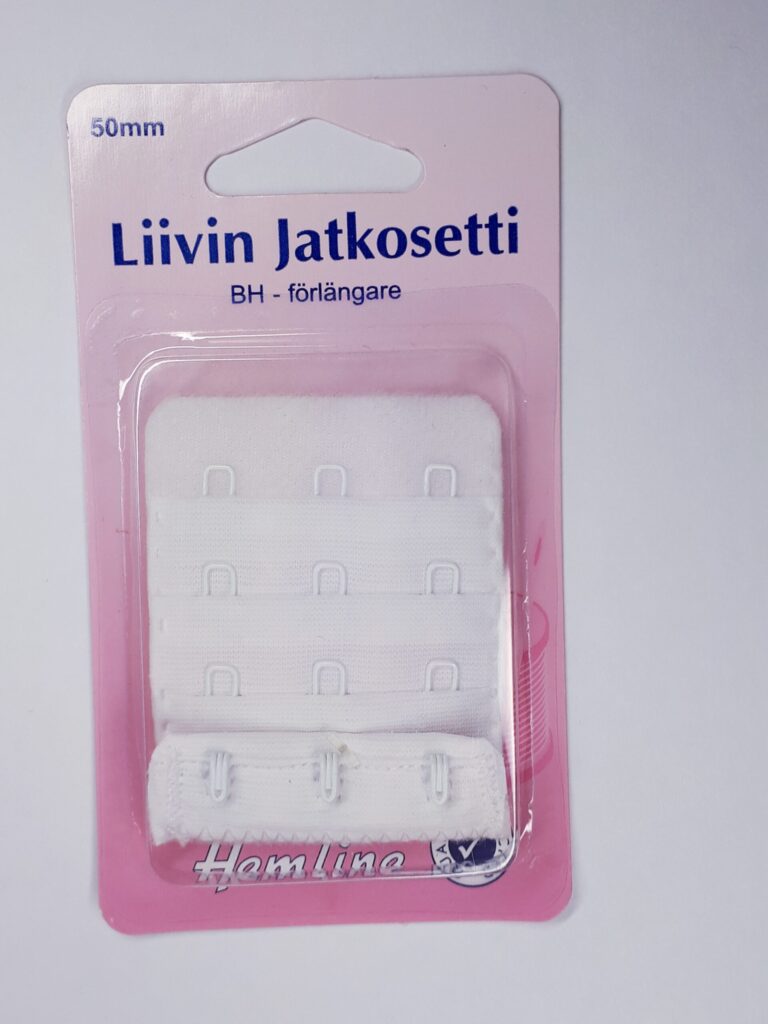 50mm
Liivin Jatkosetti
BH - förlängare
Hemline